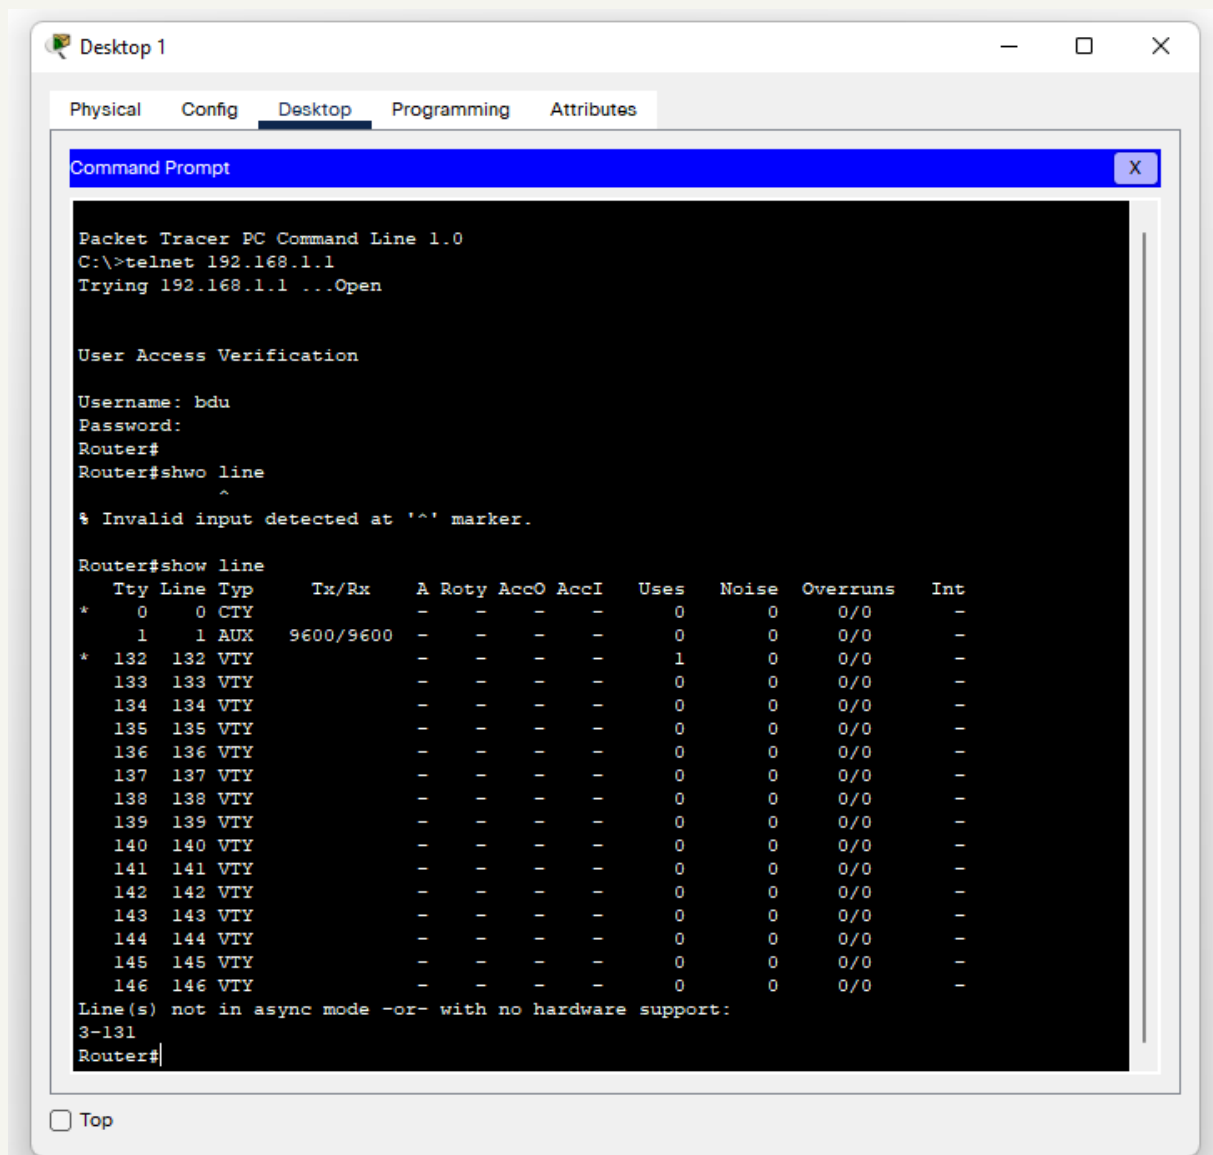 Desktop 1
Physical Config Desktop Programming Attributes
Command Prompt X
Packet Tracer PC Command Line 1.0
C:\>telnet 192.168.1.1
Trying 192.168.1.1 ...Open
User Access Verification
Username: bdu
Password:
Router#
Router#shwo line
^
% Invalid input detected at '^' marker.
Router#show line
Tty Line Typ Tx/Rx A Roty AccO AccI Uses Noise Overruns Int
* 0 0 CTY - - - - 0 0 0/0 -
1 1 AUX 9600/9600 - - - - 0 0 0/0 -
* 132 132 VTY - - - - 1 0 0/0 -
133 133 VTY - - - - 0 0 0/0 -
134 134 VTY - - - - 0 0 0/0 -
135 135 VTY - - - - 0 0 0/0 -
136 136 VTY - - - - 0 0 0/0 -
137 137 VTY - - - - 0 0 0/0 -
138 138 VTY - - - - 0 0 0/0 -
139 139 VTY - - - - 0 0 0/0 -
140 140 VTY - - - - 0 0 0/0 -
141 141 VTY - - - - 0 0 0/0 -
142 142 VTY - - - - 0 0 0/0 -
143 143 VTY - - - - 0 0 0/0 -
144 144 VTY - - - - 0 0 0/0 -
145 145 VTY - - - - 0 0 0/0 -
146 146 VTY - - - - 0 0 0/0 -
Line(s) not in async mode -or- with no hardware support:
3-131
Router#
Top